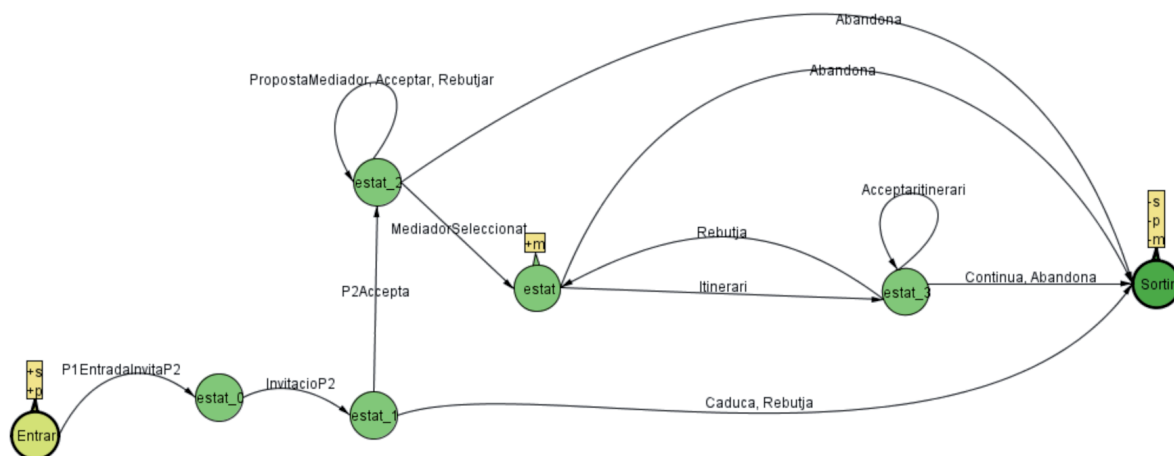 Abandona
Abandona
PropostaMediador, Acceptar, Rebutjar
estat_2
Acceptaritinerari
-s
-p
-m
MediadorSeleccionat
+m
Rebutja
Continua, Abandona
estat
Itinerari
estat_3
Sortir
P2Accepta
+s
+p
P1EntradaInvitaP2
InvitacioP2
estat_0
estat_1
Caduca, Rebutja
Entrar